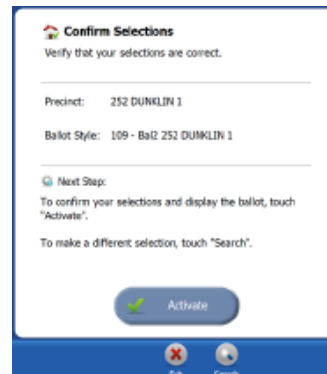 Confirm Selections
Verify that your selections are correct.
Precinct: 252 DUNKLIN 1
Ballot Style: 109 - Bal2 252 DUNKLIN 1
Next Step:
To confirm your selections and display the ballot, touch
"Activate".
To make a different selection, touch "Search".
Activate
Exit Search